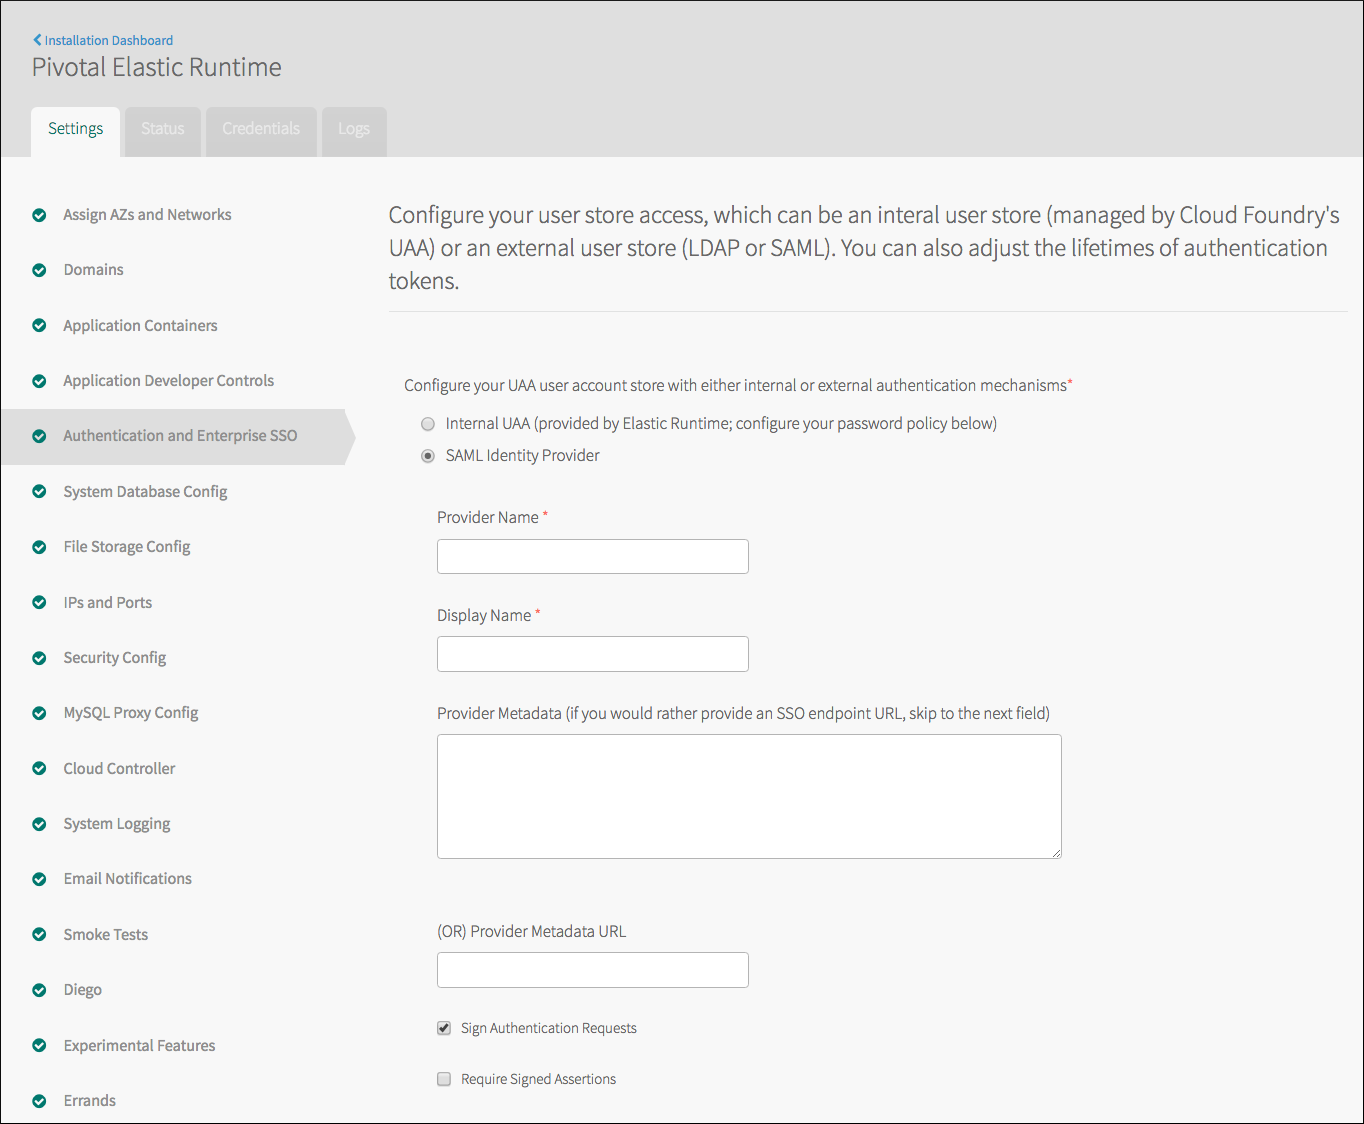 Installation Dashboard
Pivotal Elastic Runtime
Settings
Status
Credentials
Logs
Assign AZs and Networks
Domains
Application Containers
Application Developer Controls
Authentication and Enterprise SSO
System Database Config
File Storage Config
IPs and Ports
Security Config
MySQL Proxy Config
Cloud Controller
System Logging
Email Notifications
Smoke Tests
Diego
Experimental Features
Errands
Configure your user store access, which can be an interal user store (managed by Cloud Foundry's
UAA) or an external user store (LDAP or SAML). You can also adjust the lifetimes of authentication
tokens.
Configure your UAA user account store with either internal or external authentication mechanisms*
Internal UAA (provided by Elastic Runtime; configure your password policy below)
SAML Identity Provider
Provider Name *
Display Name *
Provider Metadata (if you would rather provide an SSO endpoint URL, skip to the next field)
(OR) Provider Metadata URL
Sign Authentication Requests
Require Signed Assertions